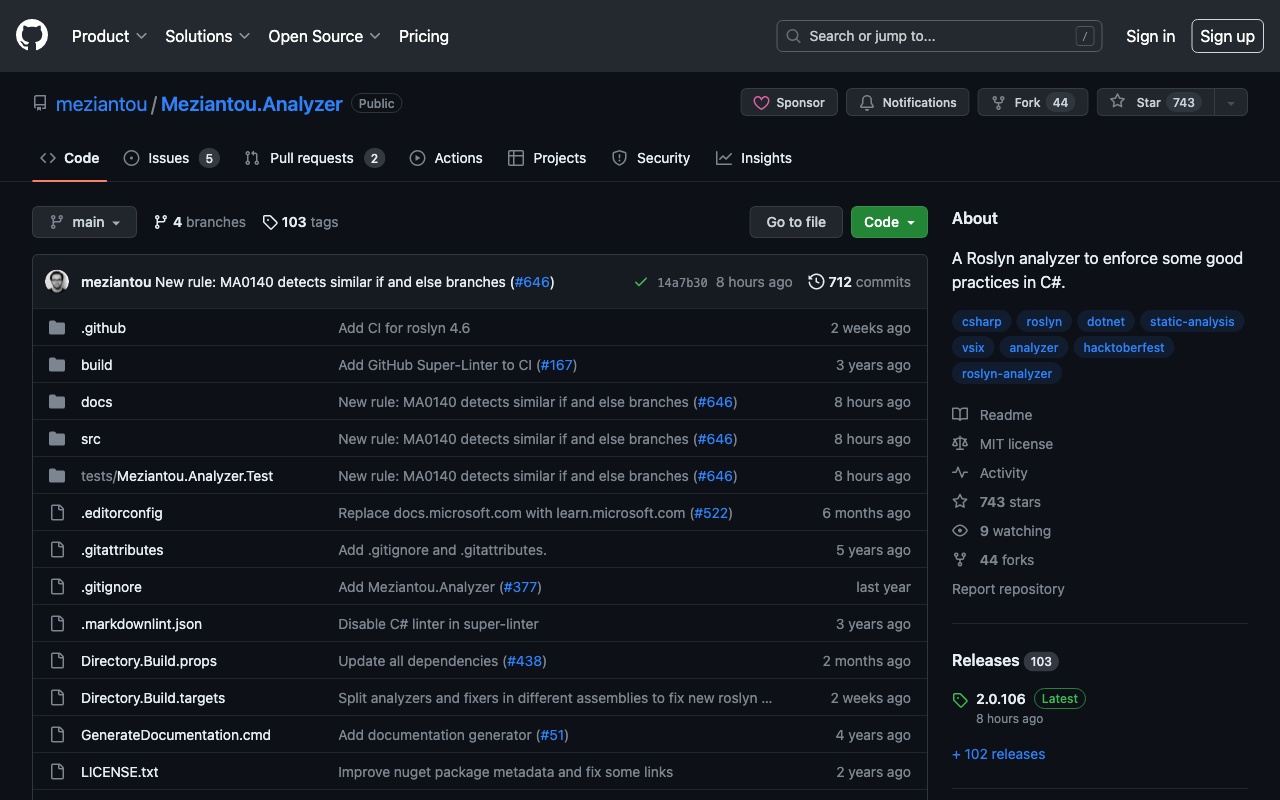 Product Solutions Open Source Pricing Search or jump to... / Sign in Sign up
meziantou / Meziantou.Analyzer Public Sponsor Notifications Fork 44 Star 743
Code Issues 5 Pull requests 2 Actions Projects Security Insights
main 4 branches 103 tags Go to file Code
meziantou New rule: MA0140 detects similar if and else branches (#646) 14a7b30 8 hours ago 712 commits
.github Add CI for roslyn 4.6 2 weeks ago
build Add GitHub Super-Linter to CI (#167) 3 years ago
docs New rule: MA0140 detects similar if and else branches (#646) 8 hours ago
src New rule: MA0140 detects similar if and else branches (#646) 8 hours ago
tests/Meziantou.Analyzer.Test New rule: MA0140 detects similar if and else branches (#646) 8 hours ago
.editorconfig Replace docs.microsoft.com with learn.microsoft.com (#522) 6 months ago
.gitattributes Add .gitignore and .gitattributes. 5 years ago
.gitignore Add Meziantou.Analyzer (#377) last year
.markdownlint.json Disable C# linter in super-linter 3 years ago
Directory.Build.props Update all dependencies (#438) 2 months ago
Directory.Build.targets Split analyzers and fixers in different assemblies to fix new roslyn ... 2 weeks ago
GenerateDocumentation.cmd Add documentation generator (#51) 4 years ago
LICENSE.txt Improve nuget package metadata and fix some links 2 years ago
About
A Roslyn analyzer to enforce some good
practices in C#.
csharp roslyn dotnet static-analysis
vsix analyzer hacktoberfest
roslyn-analyzer
Readme
MIT license
Activity
743 stars
9 watching
44 forks
Report repository
Releases 103
2.0.106 Latest
8 hours ago
+ 102 releases